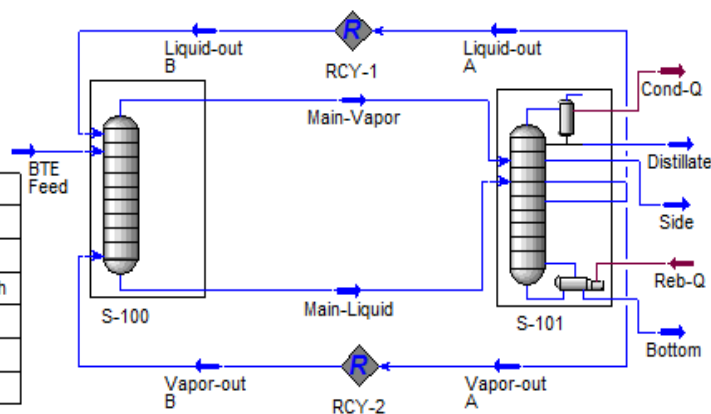 Liquid-out
B
R
RCY-1
Liquid-out
A
Cond-Q
Main-Vapor
BTE
Feed
Distillate
Side
h
Main-Liquid
Reb-Q
S-100
S-101
Bottom
Vapor-out
B
R
RCY-2
Vapor-out
A